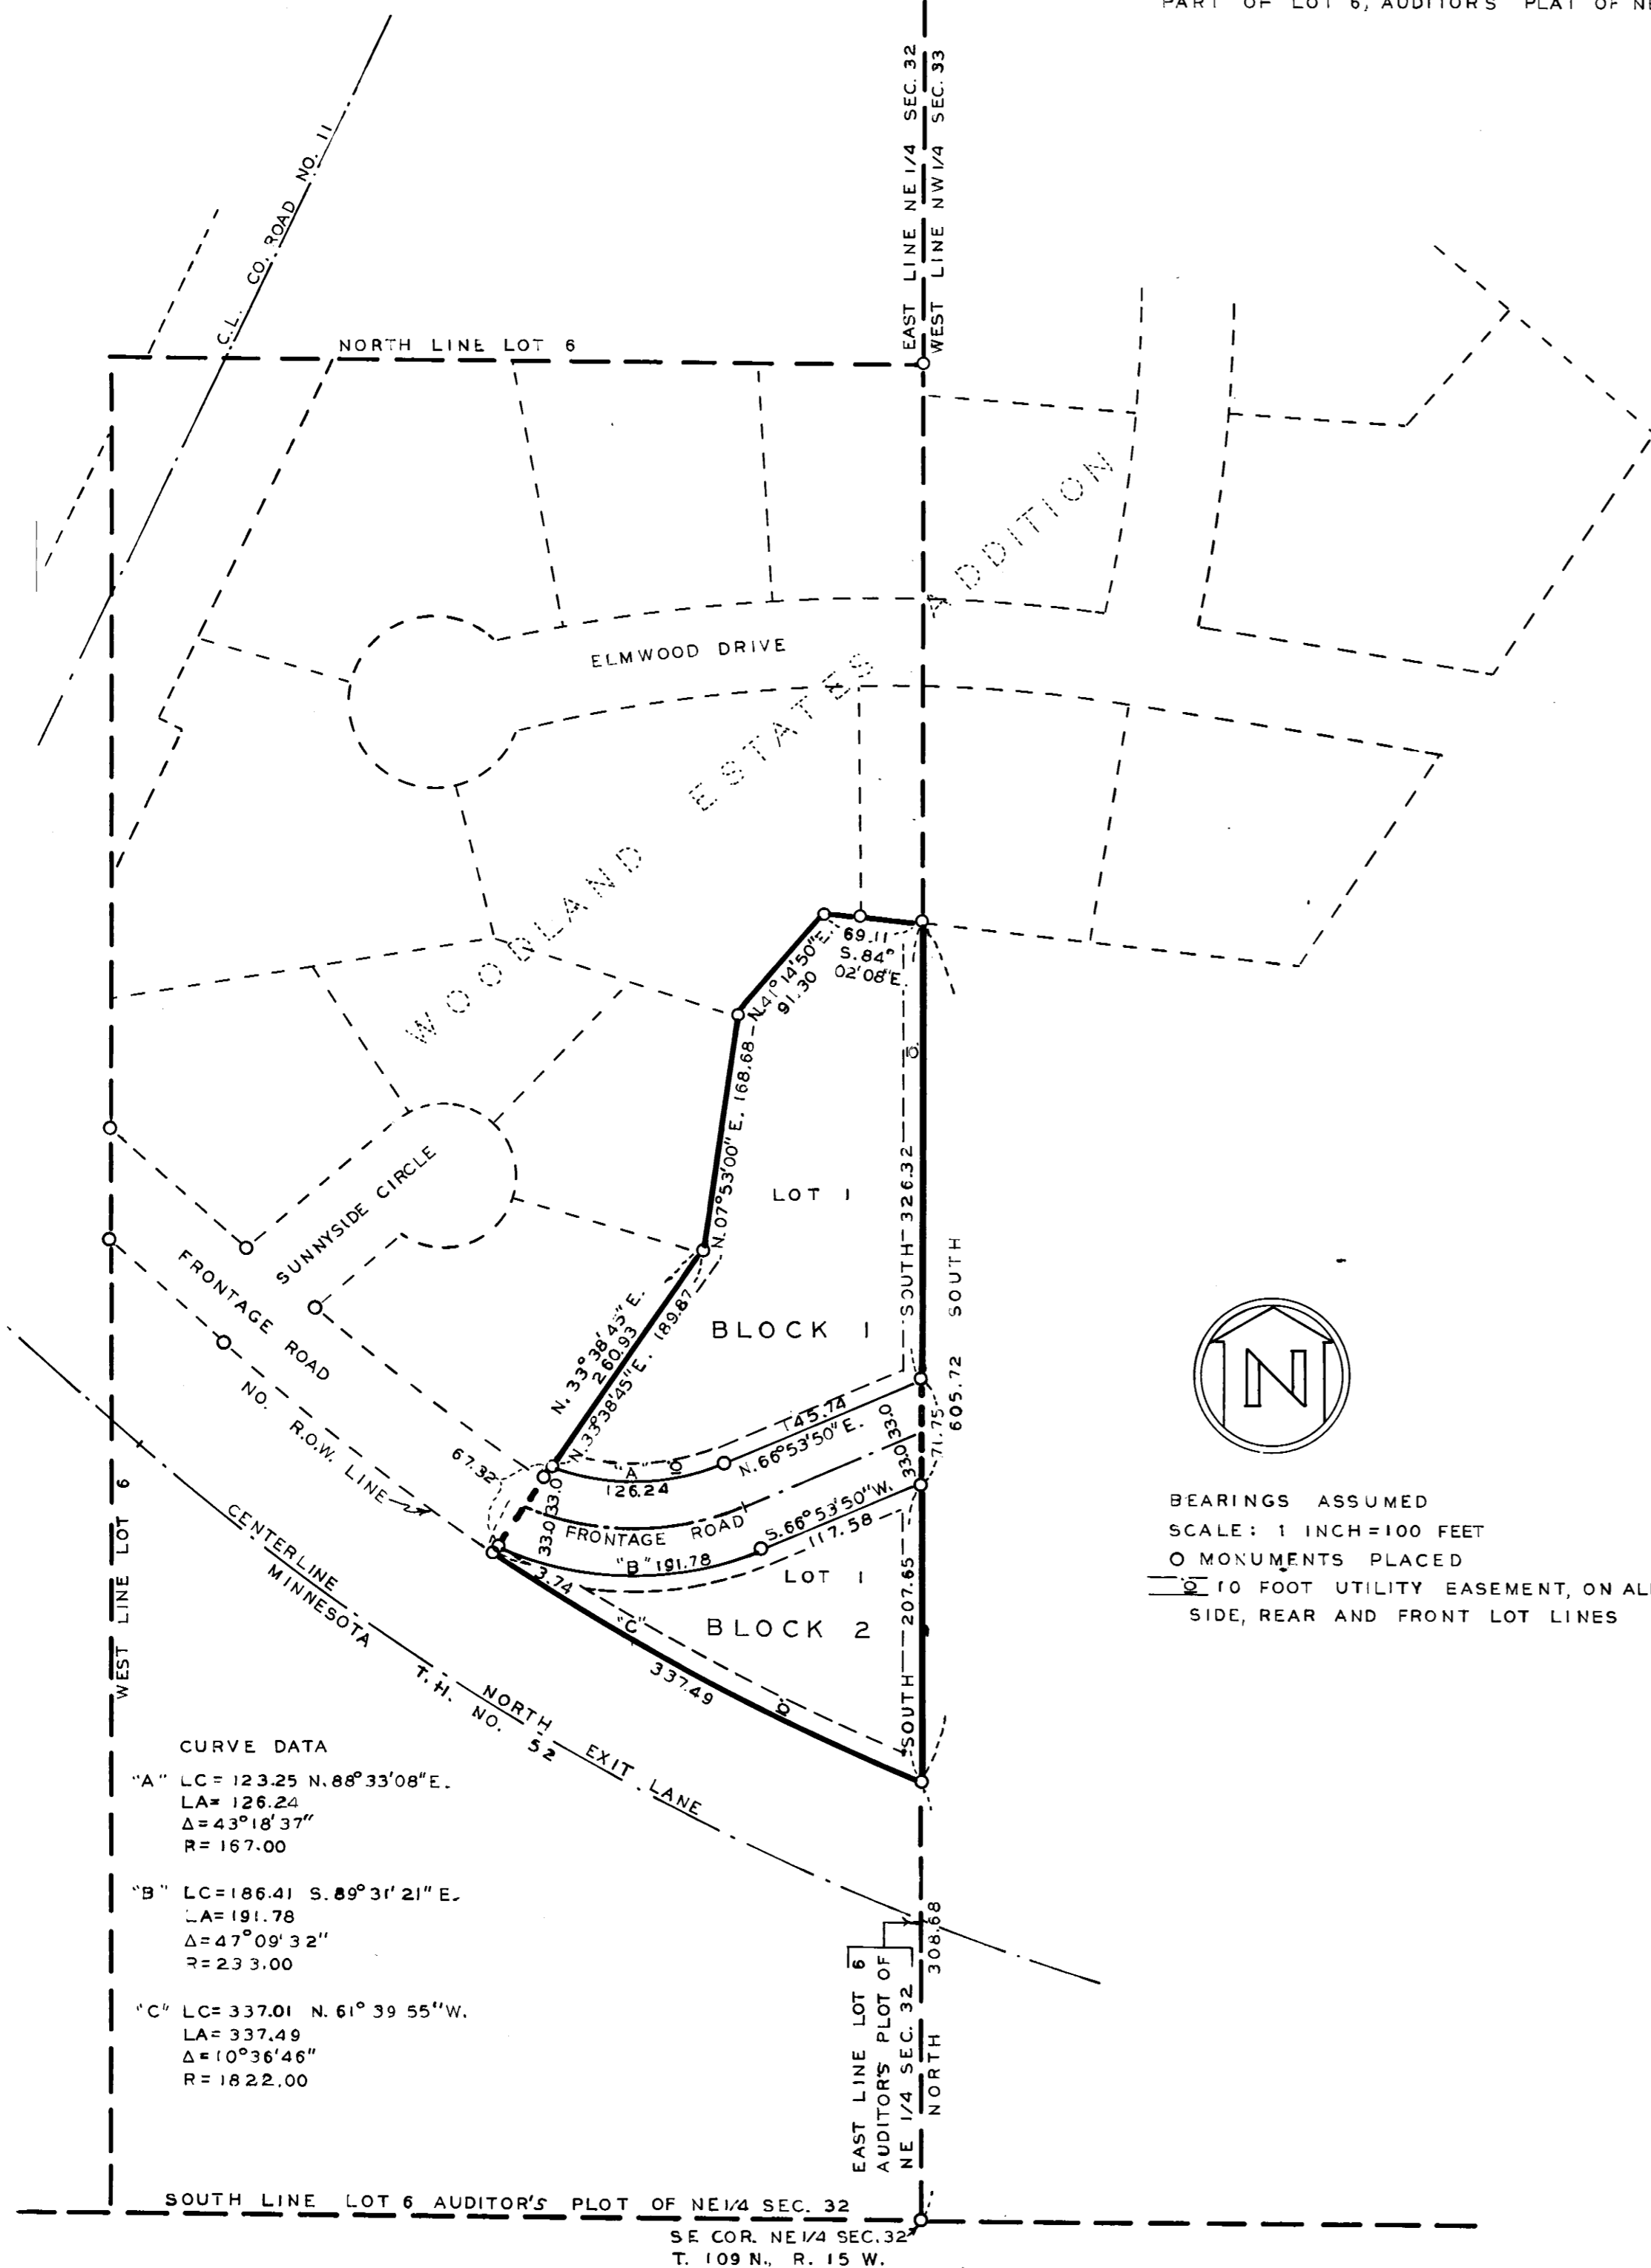 PART OF LOT 6, AUDITOR'S PLAT OF NE
EAST LINE NE 1/4 SEC. 32
WEST LINE NW 1/4 SEC. 33
C.L. CO. ROAD NO. 11
NORTH LINE LOT 6
WOODLAND ESTATES ADDITION
ELMWOOD DRIVE
69.11
S.84°
02'08"E.
N.41°14'50"E.
91.30
N.07°53'00"E. 168.68
LOT 1
SOUTH 326.32
SOUTH
605.72
SUNNYSIDE CIRCLE
FRONTAGE ROAD
N. 33°38'45"E.
260.93
N.33°38'45"E. 189.87
BLOCK 1
NO. R.O.W. LINE
67.32
"A" 10
126.24
145.74
N.66°53'50"E.
33.0 33.0
71.75
33.0 33.0
FRONTAGE ROAD
S.66°53'50"W.
117.58
"B" 191.78
3.74
LOT 1
BLOCK 2
SOUTH 207.65
"C"
337.49
10
N
BEARINGS ASSUMED
SCALE: 1 INCH=100 FEET
O MONUMENTS PLACED
10 10 FOOT UTILITY EASEMENT, ON AL
SIDE, REAR AND FRONT LOT LINES
WEST LINE LOT 6
CENTERLINE NORTH EXIT LANE
MINNESOTA T.H. NO. 52
CURVE DATA
"A" LC= 123.25 N.88°33'08"E.
LA= 126.24
Δ=43°18'37"
R= 167.00
"B" LC=186.41 S.89°31'21"E.
LA=191.78
Δ=47°09'32"
R=233.00
"C" LC= 337.01 N.61° 39 55"W.
LA= 337.49
Δ=10°36'46"
R=1822.00
EAST LINE LOT 6
AUDITOR'S PLOT OF
NE 1/4 SEC. 32
NORTH 308.68
SOUTH LINE LOT 6 AUDITOR'S PLOT OF NE1/4 SEC. 32
SE COR. NE1/4 SEC.32
T. 109 N., R. 15 W.